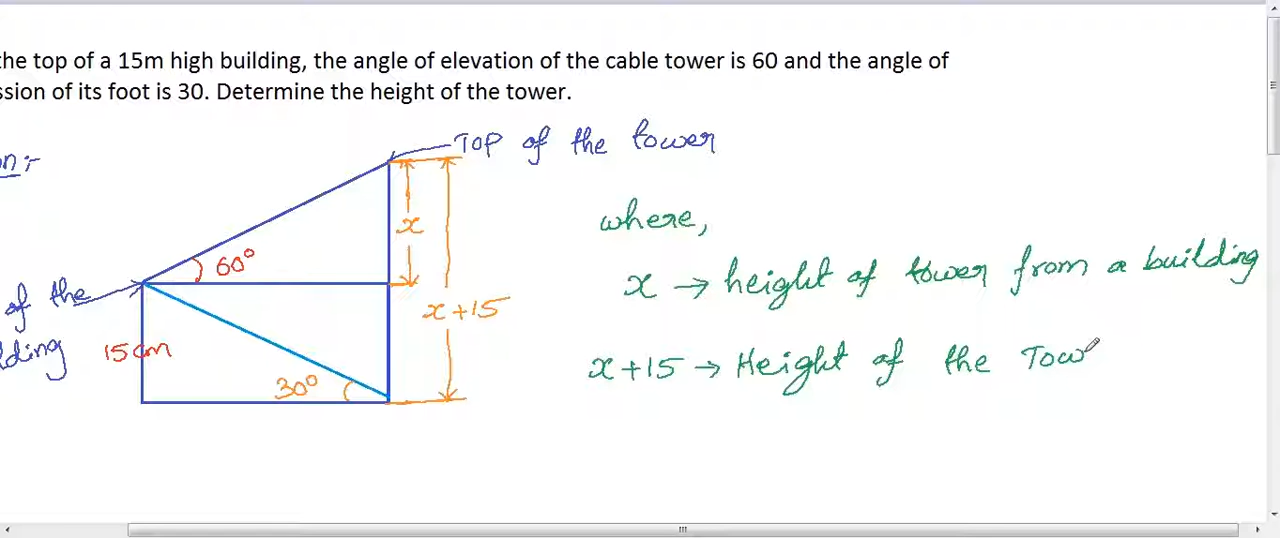 the top of a 15m high building, the angle of elevation of the cable tower is 60 and the angle of
ssion of its foot is 30. Determine the height of the tower.
on:-
Top of the tower
x
where,
60°
x → height of tower from a building
of the
x+15
lding
15cm
x+15 → Height of the Tow
30°